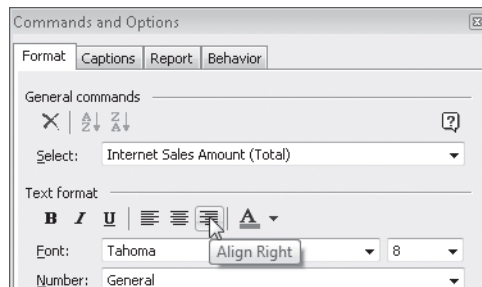 Commands and Options
Format Captions Report Behavior
General commands
Select: Internet Sales Amount (Total)
Text format
B I U A
Align Right
Font: Tahoma 8
Number: General